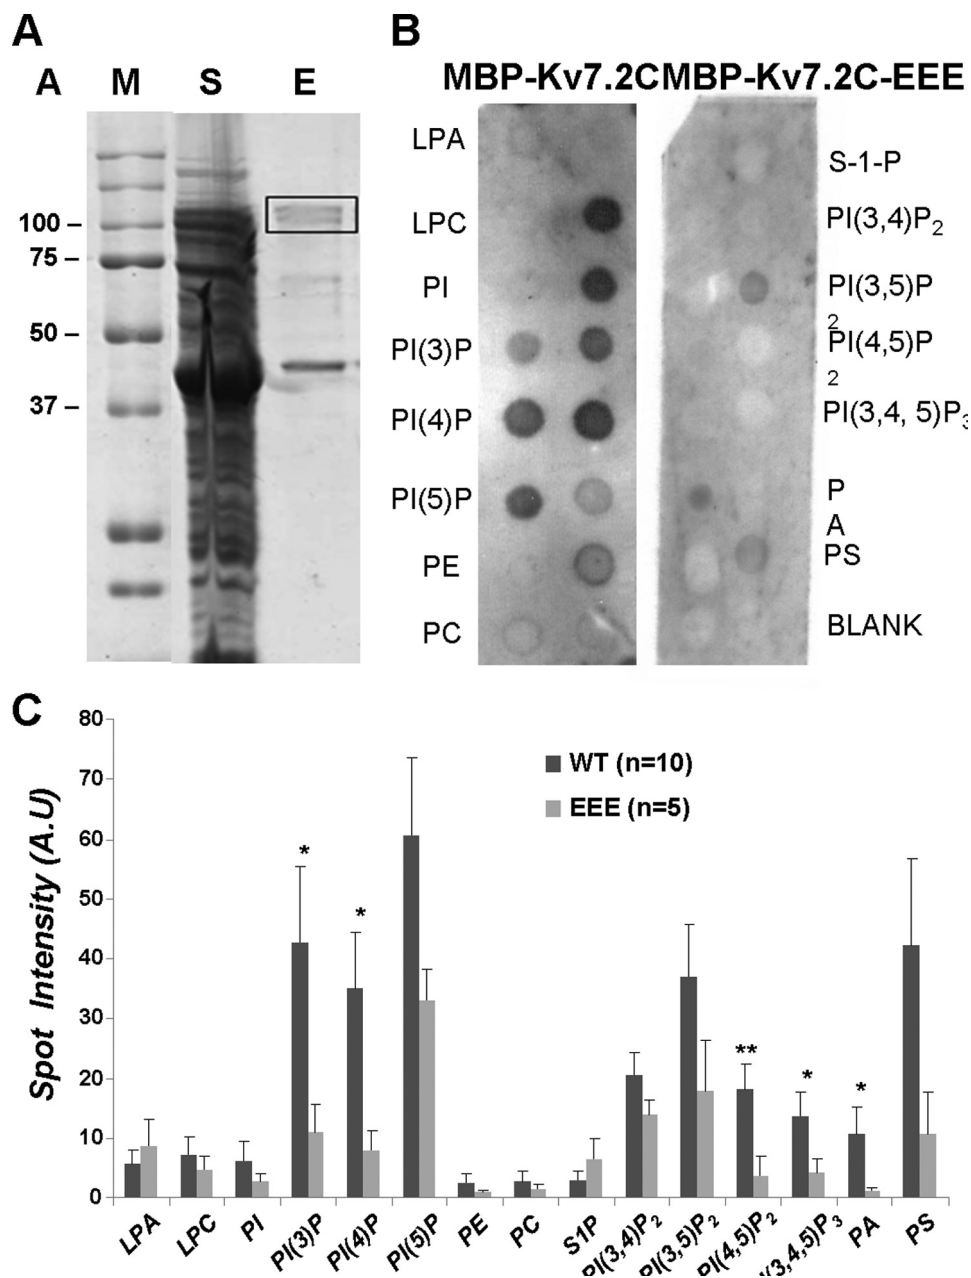 A
B
A M S E
MBP-Kv7.2C MBP-Kv7.2C-EEE
100 –
75 –
50 –
37 –
LPA
LPC
PI
PI(3)P
PI(4)P
PI(5)P
PE
PC
S-1-P
PI(3,4)P2
PI(3,5)P
2
PI(4,5)P
2
PI(3,4, 5)P3
P
A
PS
BLANK
C
Spot Intensity (A.U)
80
70
60
50
40
30
20
10
0
WT (n=10)
EEE (n=5)
*
*
**
*
*
LPA
LPC
PI
PI(3)P
PI(4)P
PI(5)P
PE
PC
S1P
PI(3,4)P2
PI(3,5)P2
PI(4,5)P2
I(3,4,5)P3
PA
PS